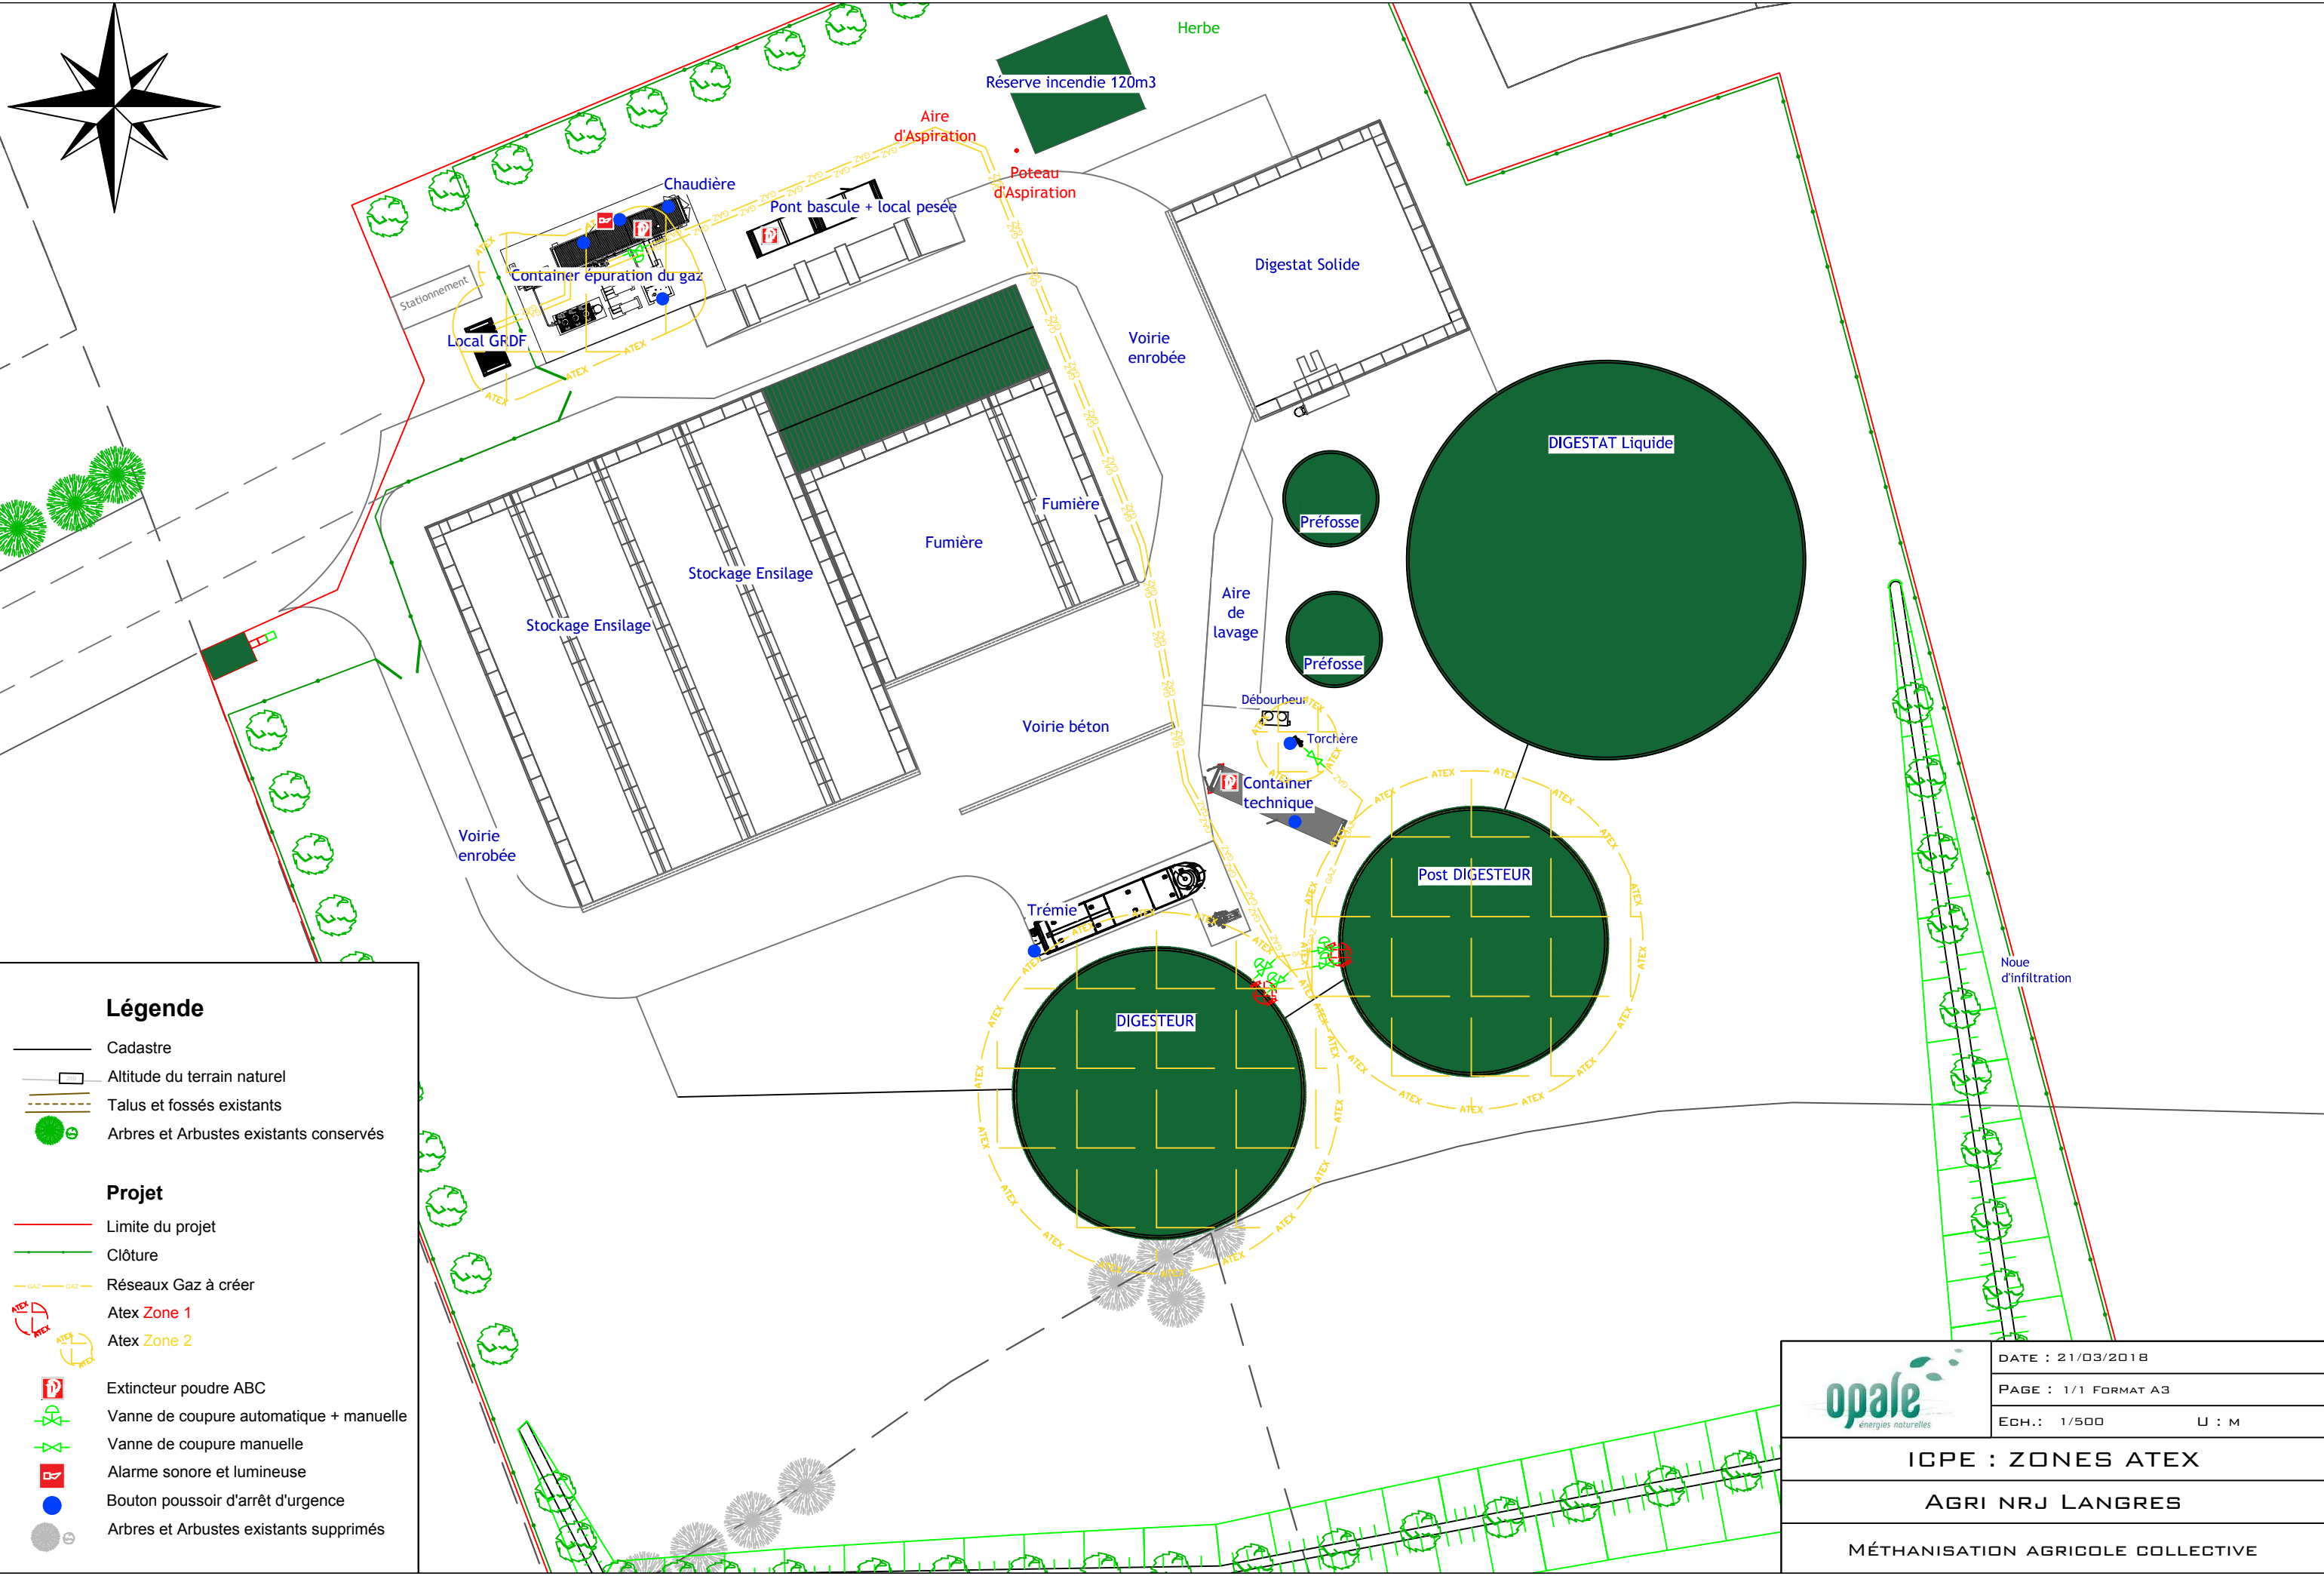 Herbe
Réserve incendie 120m3
Aire
d'Aspiration
Poteau
d'Aspiration
Chaudière
Pont bascule + local pesée
Container épuration du gaz
Stationnement
Local GRDF
Digestat Solide
Voirie
enrobée
DIGESTAT Liquide
Préfosse
Fumière
Fumière
Stockage Ensilage
Stockage Ensilage
Aire
de
lavage
Préfosse
Débourbeur
Torchère
Voirie béton
Container
technique
Voirie
enrobée
Post DIGESTEUR
Trémie
DIGESTEUR
Noue
d'infiltration
ATEX
GAZ
Légende
Cadastre
Altitude du terrain naturel
Talus et fossés existants
Arbres et Arbustes existants conservés
Projet
Limite du projet
Clôture
Réseaux Gaz à créer
Atex Zone 1
Atex Zone 2
Extincteur poudre ABC
Vanne de coupure automatique + manuelle
Vanne de coupure manuelle
Alarme sonore et lumineuse
Bouton poussoir d'arrêt d'urgence
Arbres et Arbustes existants supprimés
opale
énergies naturelles
DATE : 21/03/2018
PAGE : 1/1 FORMAT A3
ECH.: 1/500 U : M
ICPE : ZONES ATEX
AGRI NRJ LANGRES
MÉTHANISATION AGRICOLE COLLECTIVE